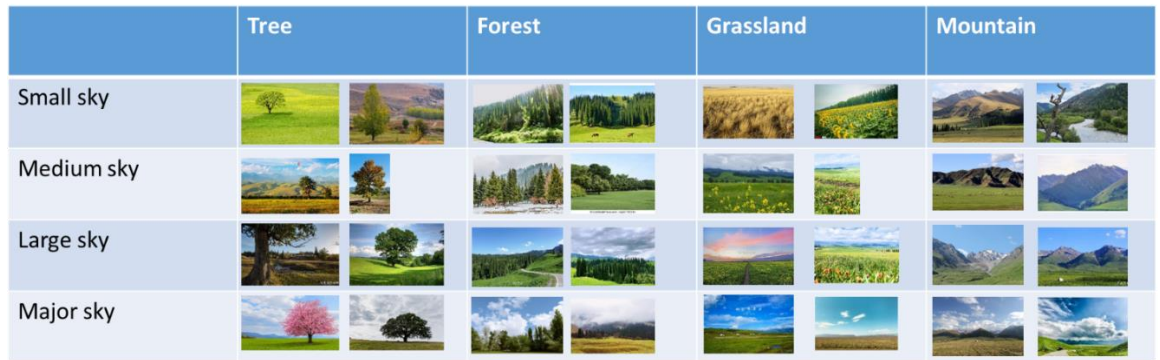 Tree
Forest
Grassland
Mountain
Small sky
Medium sky
Large sky
Major sky